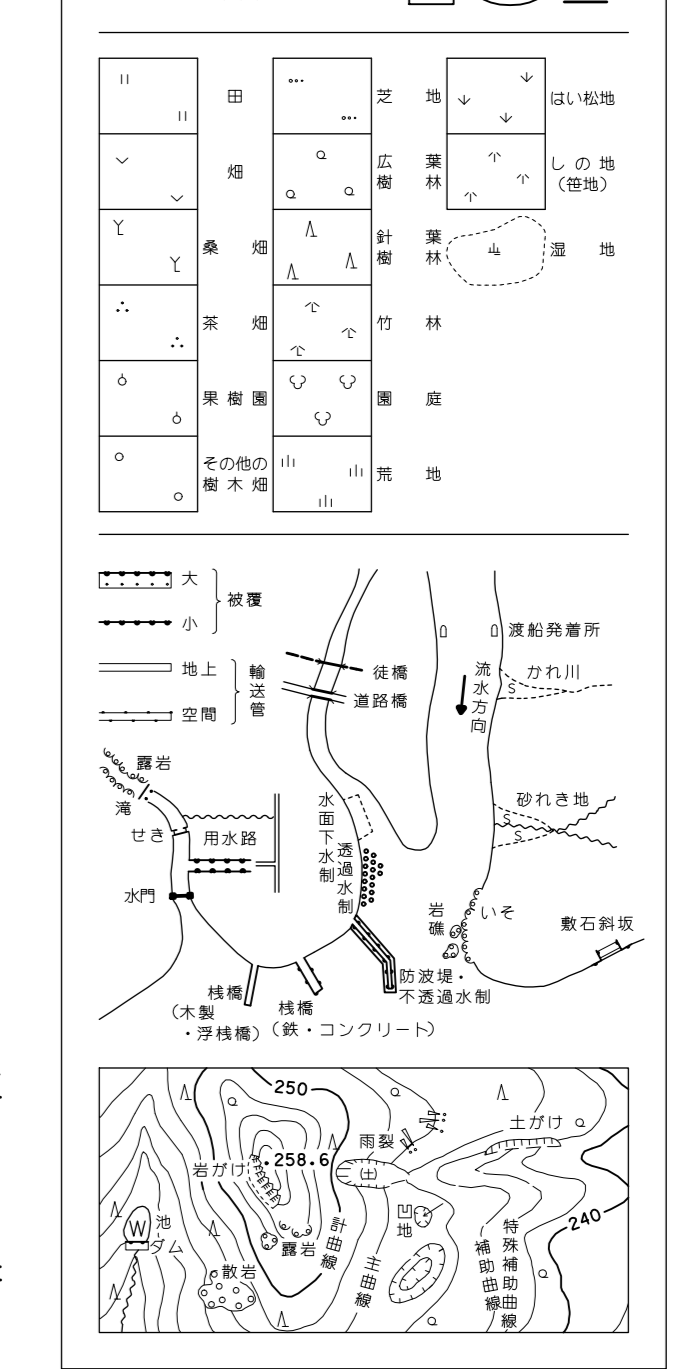 田
畑
桑畑
茶畑
果樹園
その他の
樹木畑
芝地
広葉
樹林
針葉
樹林
竹林
園庭
荒地
はい松地
しの地
(笹地)
湿地
大
小
被覆
地上
空間
輸送管
徒橋
道路橋
渡船発着所
流水方向
かれ川
露岩
滝
せき
用水路
水門
水面下水制
透過水制
砂れき地
岩礁
いそ
敷石斜坂
防波堤・
不透過水制
桟橋
(木製
・浮桟橋)
桟橋
(鉄・コンクリート)
250
258.6
岩がけ
雨裂
土がけ
(土)
凹地
池
W
ダム
露岩
散岩
計曲線
主曲線
補助曲線
特殊補助曲線
240